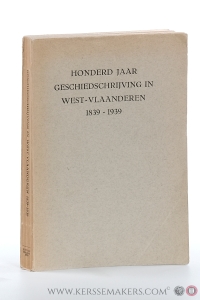 HONDERD JAAR
GESCHIEDSCHRIJVING IN
WEST-VLAANDEREN
1839 - 1939
WWW.KERSSEMAKERS.COM